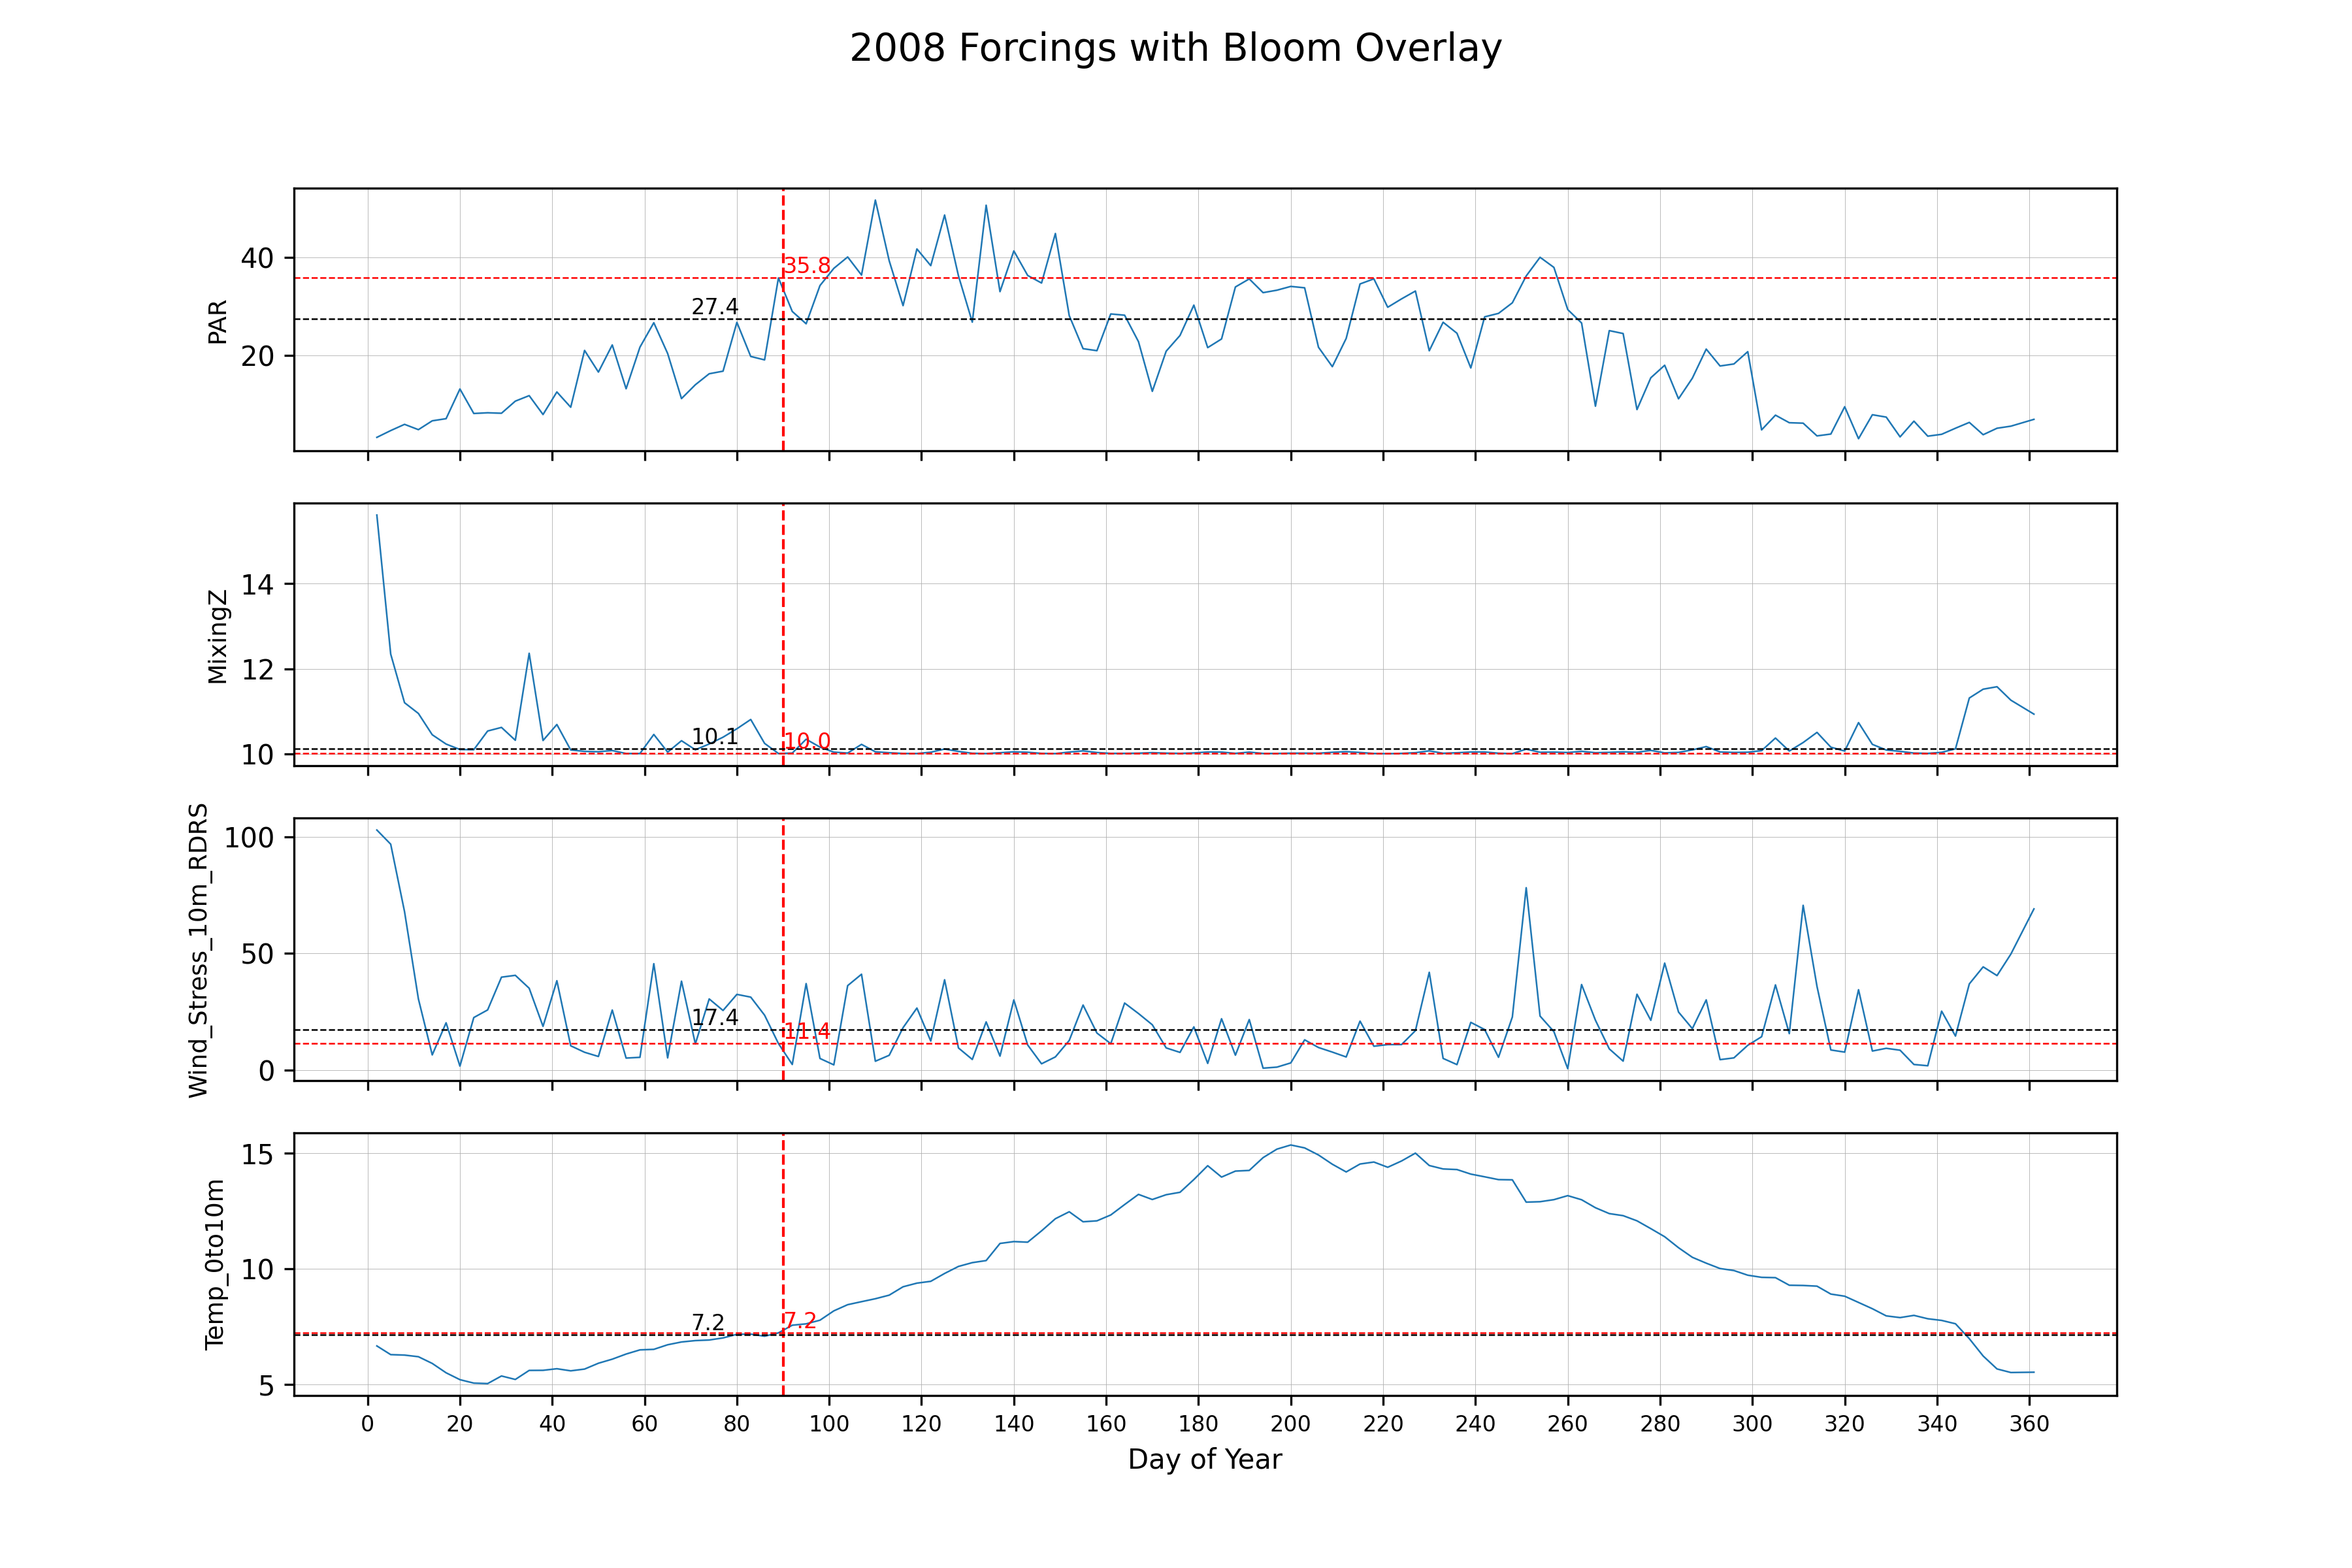 2008 Forcings with Bloom Overlay
PAR
40
20
35.8
27.4
MixingZ
14
12
10
10.1
10.0
Wind_Stress_10m_RDRS
100
50
0
17.4
11.4
Temp_0to10m
15
10
5
7.2
7.2
0 20 40 60 80 100 120 140 160 180 200 220 240 260 280 300 320 340 360
Day of Year